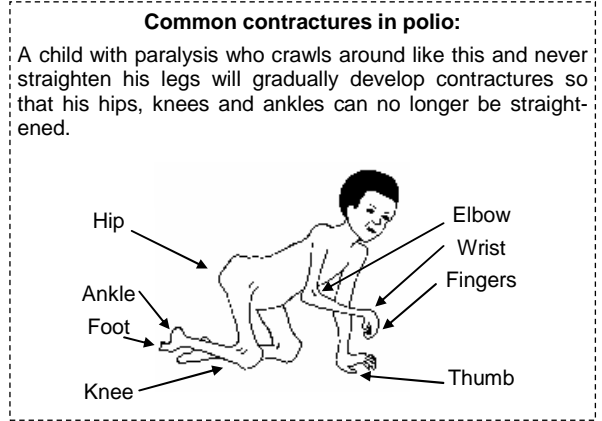 Common contractures in polio:
A child with paralysis who crawls around like this and never
straighten his legs will gradually develop contractures so
that his hips, knees and ankles can no longer be straight-
ened.
Hip
Elbow
Wrist
Fingers
Ankle
Foot
Knee
Thumb